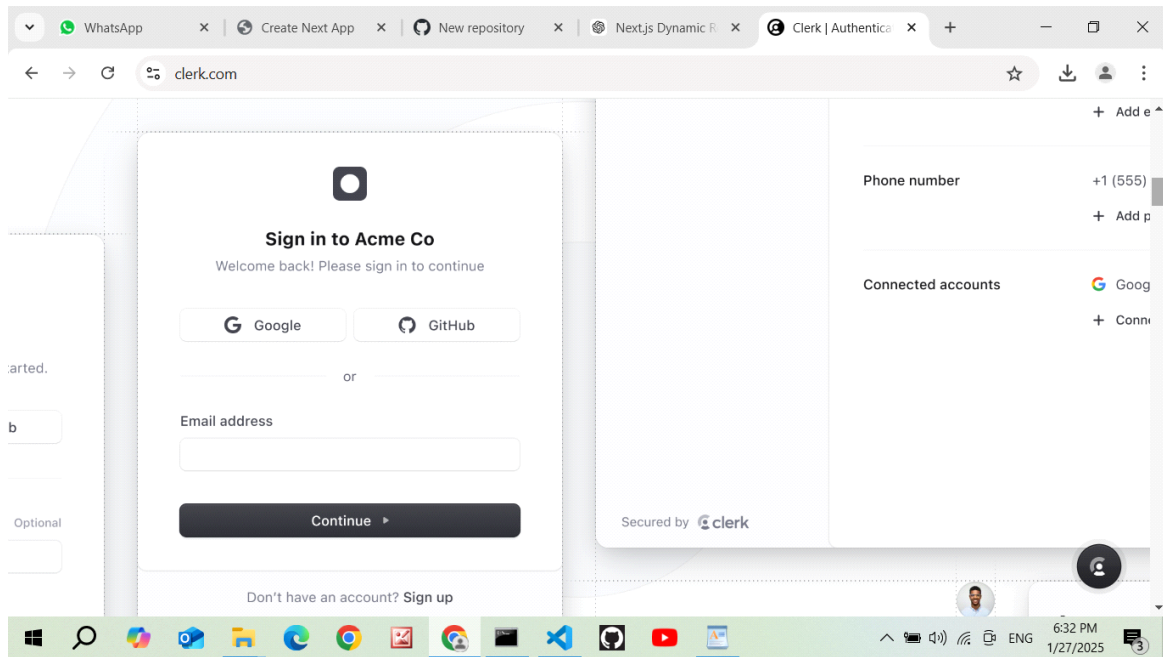 WhatsApp
Create Next App
New repository
Next.js Dynamic R
Clerk | Authentica
clerk.com
Add e
Phone number
+1 (555)
Add p
Connected accounts
Goog
Conne
Sign in to Acme Co
Welcome back! Please sign in to continue
Google
GitHub
or
Email address
Continue
Don't have an account? Sign up
tarted.
b
Optional
Secured by clerk
ENG
6:32 PM
1/27/2025
3